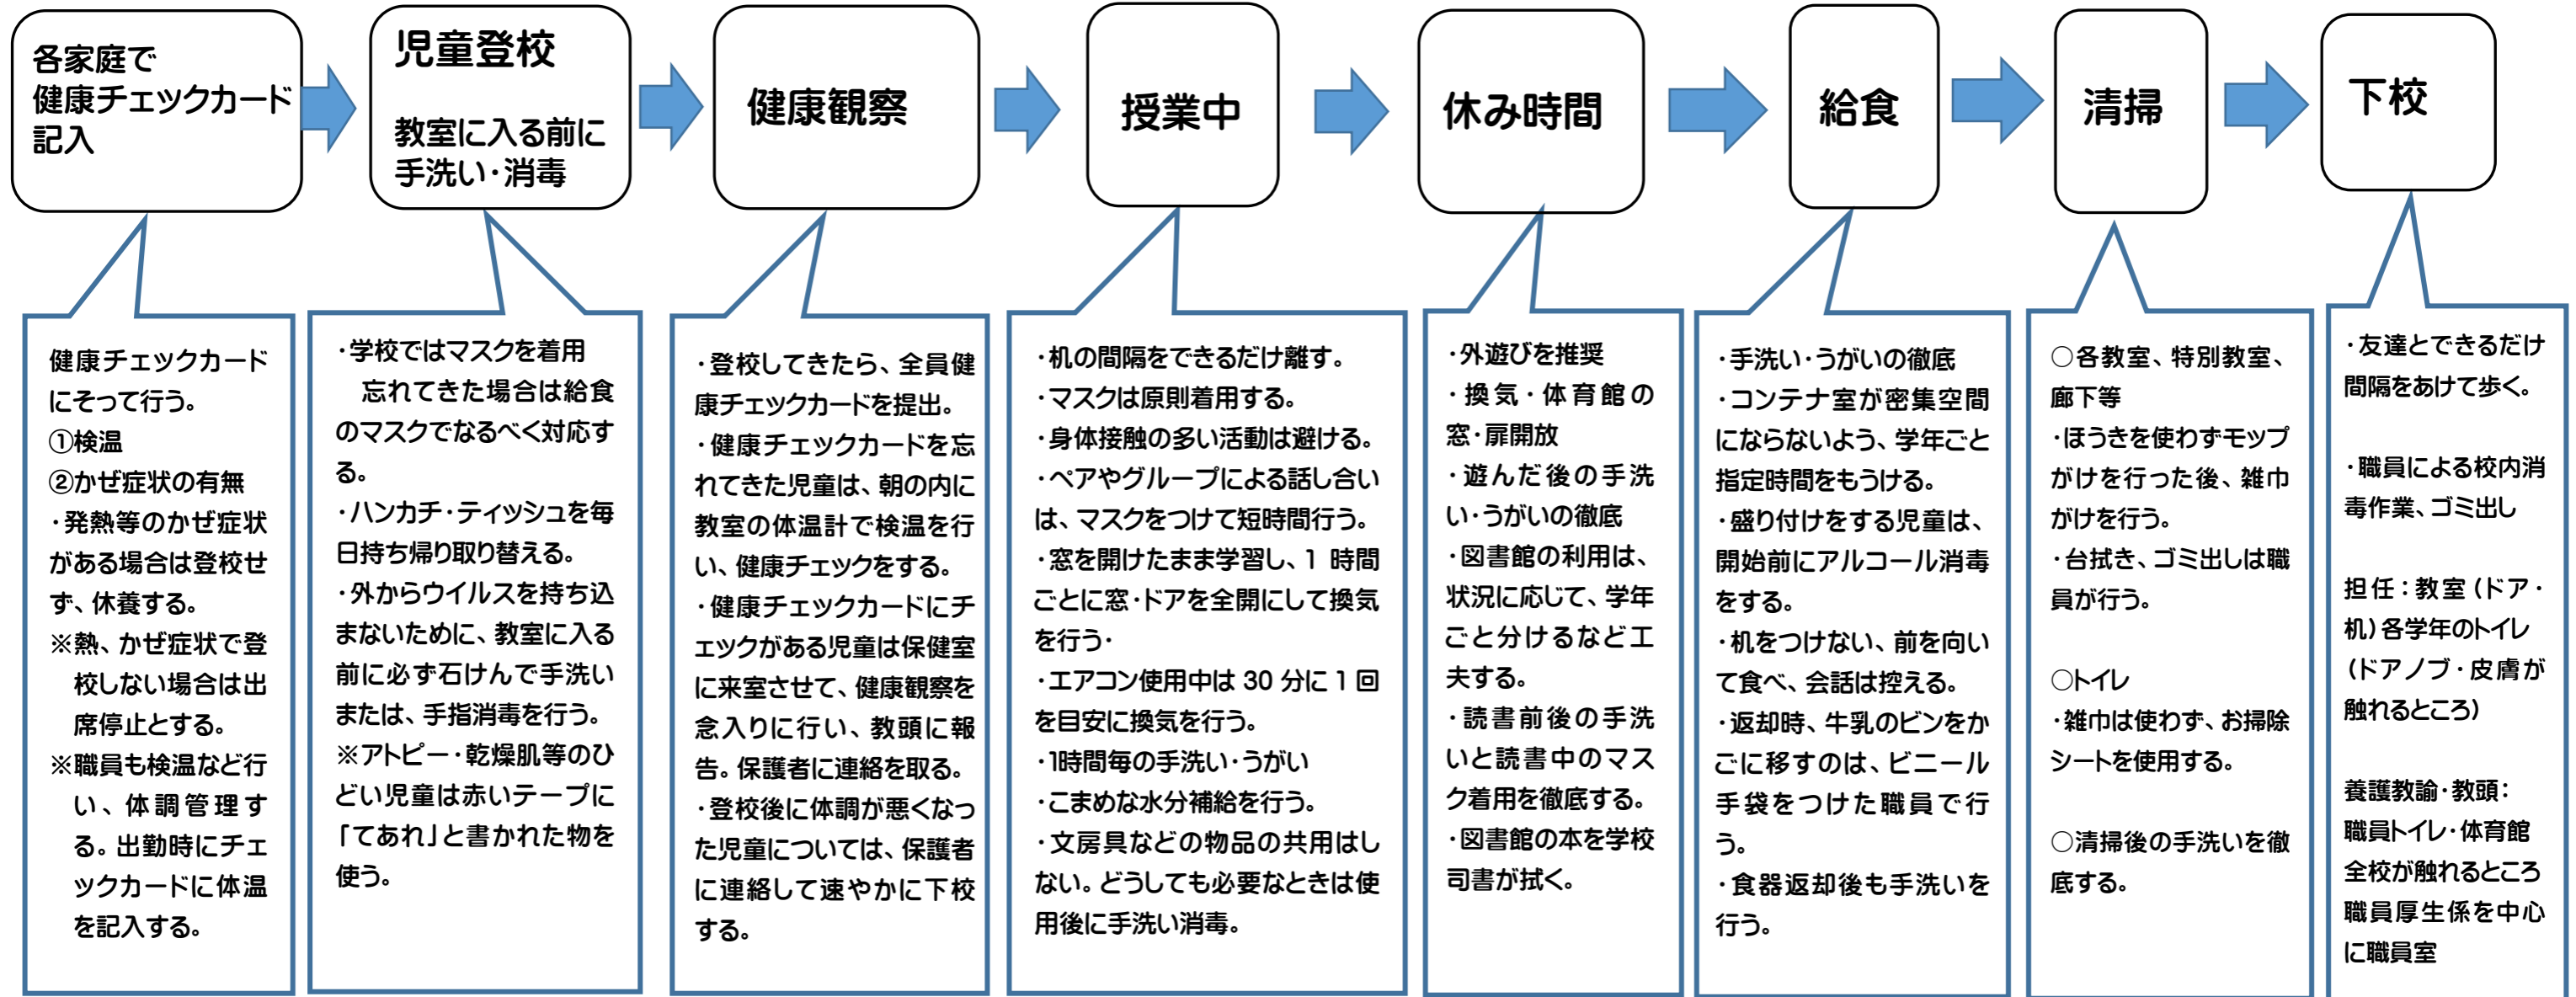 各家庭で
健康チェックカード
記入
児童登校
教室に入る前に
手洗い・消毒
健康観察
授業中
休み時間
給食
清掃
下校
健康チェックカード
にそって行う。
①検温
②かぜ症状の有無
・発熱等のかぜ症状
がある場合は登校せ
ず、休養する。
※熱、かぜ症状で登
校しない場合は出
席停止とする。
※職員も検温など行
い、体調管理す
る。出勤時にチェ
ックカードに体温
を記入する。
・学校ではマスクを着用
忘れてきた場合は給食
のマスクでなるべく対応す
る。
・ハンカチ・ティッシュを毎
日持ち帰り取り替える。
・外からウイルスを持ち込
まないために、教室に入る
前に必ず石けんで手洗い
または、手指消毒を行う。
※アトピー・乾燥肌等のひ
どい児童は赤いテープに
「てあれ」と書かれた物を
使う。
・登校してきたら、全員健
康チェックカードを提出。
・健康チェックカードを忘
れてきた児童は、朝の内に
教室の体温計で検温を行
い、健康チェックをする。
・健康チェックカードにチ
ェックがある児童は保健室
に来室させて、健康観察を
念入りに行い、教頭に報
告。保護者に連絡を取る。
・登校後に体調が悪くなっ
た児童については、保護者
に連絡して速やかに下校
する。
・机の間隔をできるだけ離す。
・マスクは原則着用する。
・身体接触の多い活動は避ける。
・ペアやグループによる話し合い
は、マスクをつけて短時間行う。
・窓を開けたまま学習し、1 時間
ごとに窓・ドアを全開にして換気
を行う・
・エアコン使用中は 30 分に1回
を目安に換気を行う。
・1時間毎の手洗い・うがい
・こまめな水分補給を行う。
・文房具などの物品の共用はし
ない。どうしても必要なときは使
用後に手洗い消毒。
・外遊びを推奨
・換気・体育館の
窓・扉開放
・遊んだ後の手洗
い・うがいの徹底
・図書館の利用は、
状況に応じて、学年
ごと分けるなど工
夫する。
・読書前後の手洗
いと読書中のマス
ク着用を徹底する。
・図書館の本を学校
司書が拭く。
・手洗い・うがいの徹底
・コンテナ室が密集空間
にならないよう、学年ごと
指定時間をもうける。
・盛り付けをする児童は、
開始前にアルコール消毒
をする。
・机をつけない、前を向い
て食べ、会話は控える。
・返却時、牛乳のビンをか
ごに移すのは、ビニール
手袋をつけた職員で行
う。
・食器返却後も手洗いを
行う。
○各教室、特別教室、
廊下等
・ほうきを使わずモップ
がけを行った後、雑巾
がけを行う。
・台拭き、ゴミ出しは職
員が行う。
○トイレ
・雑巾は使わず、お掃除
シートを使用する。
○清掃後の手洗いを徹
底する。
・友達とできるだけ
間隔をあけて歩く。
・職員による校内消
毒作業、ゴミ出し
担任：教室（ドア・
机）各学年のトイレ
（ドアノブ・皮膚が
触れるところ）
養護教諭・教頭：
職員トイレ・体育館
全校が触れるところ
職員厚生係を中心
に職員室